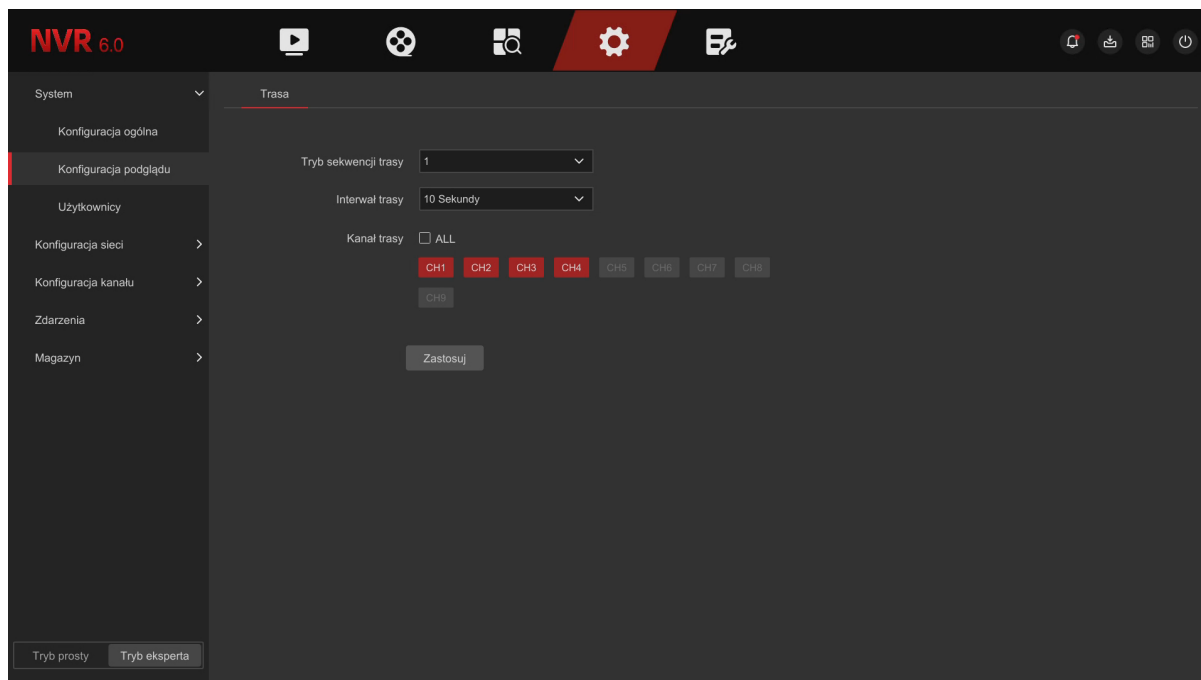 NVR 6.0
System
Konfiguracja ogólna
Konfiguracja podglądu
Użytkownicy
Konfiguracja sieci
Konfiguracja kanału
Zdarzenia
Magazyn
Tryb prosty
Tryb eksperta
Trasa
Tryb sekwencji trasy 1
Interwał trasy 10 Sekundy
Kanał trasy ALL
CH1 CH2 CH3 CH4 CH5 CH6 CH7 CH8
CH9
Zastosuj